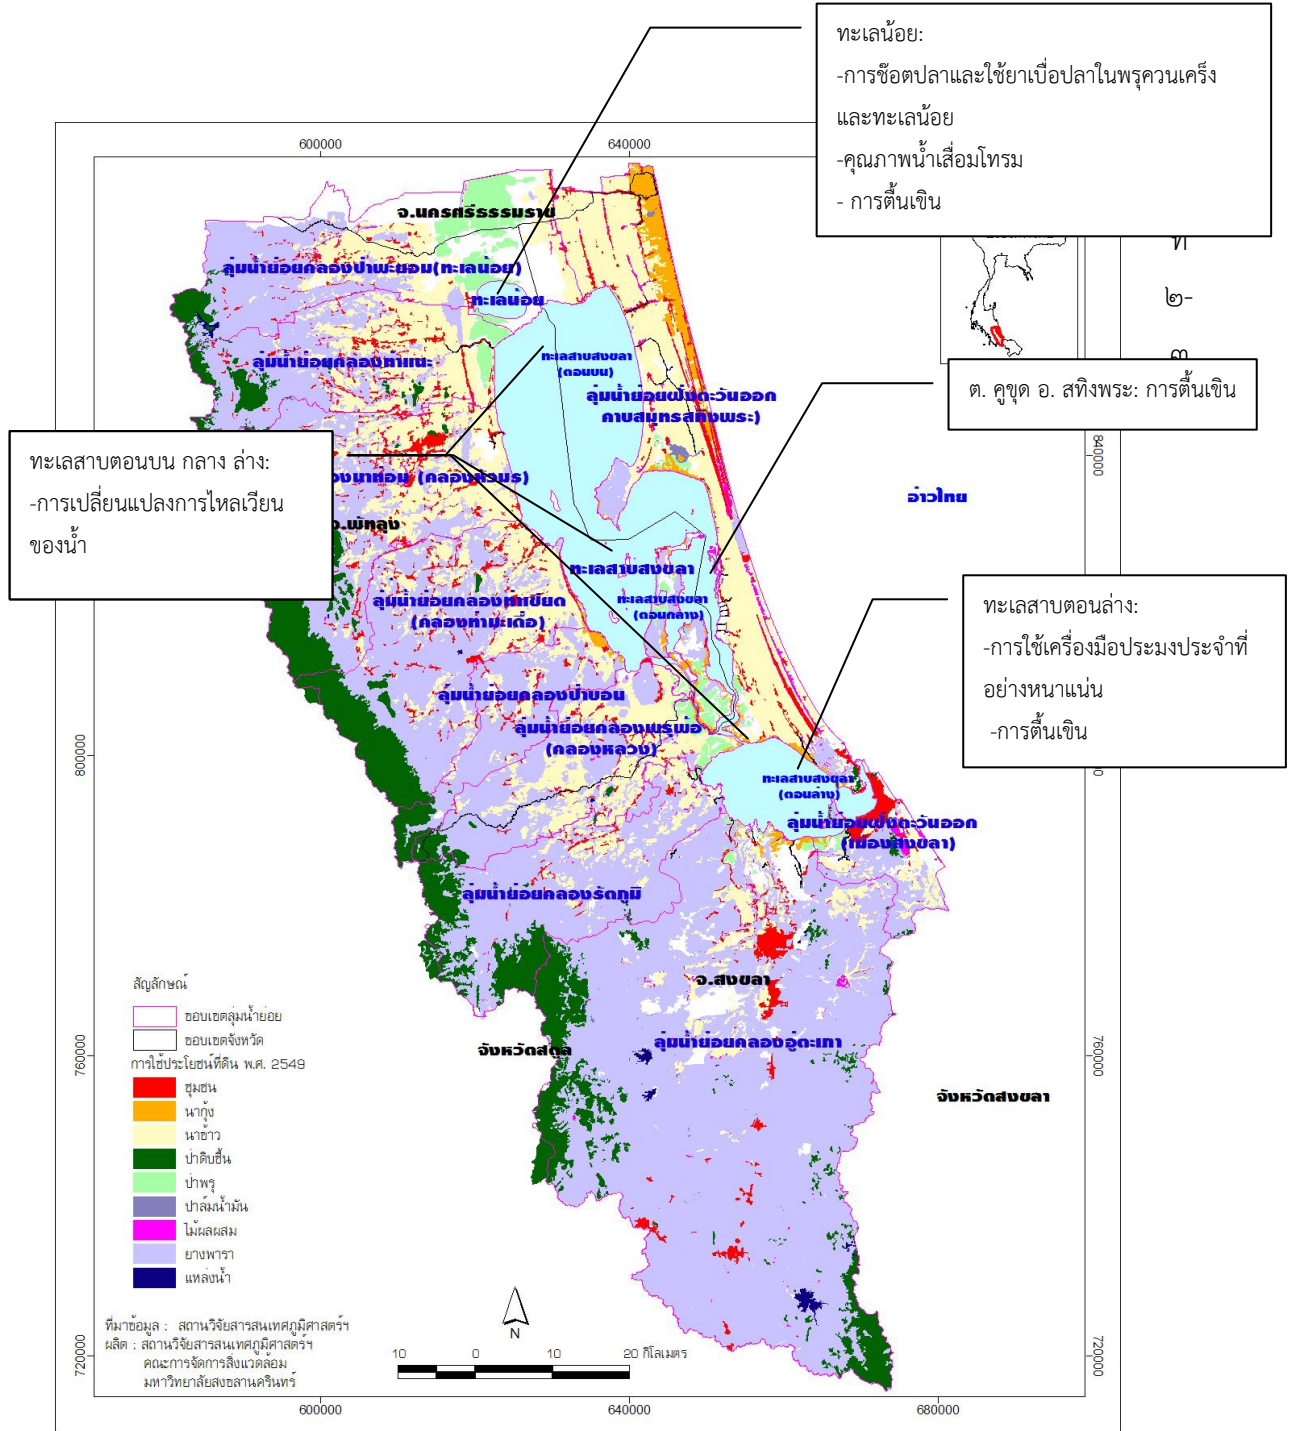 ทะเลน้อย:
-การช๊อตปลาและใช้ยาเบื่อปลาในพรุควนเคร็ง
และทะเลน้อย
-คุณภาพน้ำเสื่อมโทรม
- การตื้นเขิน
ที่
๒-
600000
640000
จ.นครศรีธรรมราช
ลุ่มน้ำย่อยคลองป่าพะยอม(ทะเลน้อย)
ทะเลน้อย
ทะเลสาบสงขลา
(ตอนบน)
ลุ่มน้ำย่อยคลองท่าแนะ
ลุ่มน้ำย่อยฝั่งตะวันออก
คาบสมุทรสทิงพระ)
ต. คูขุด อ. สทิงพระ: การตื้นเขิน
840000
ทะเลสาบตอนบน กลาง ล่าง:
-การเปลี่ยนแปลงการไหลเวียน
ของน้ำ
องนาท่อม (คลองหัวมร)
อ่าวไทย
จ.พัทลุง
ทะเลสาบสงขลา
ทะเลสาบสงขลา
(ตอนกลาง)
ลุ่มน้ำย่อยคลองท่าเชียด
(คลองท่ามะเดื่อ)
ทะเลสาบตอนล่าง:
-การใช้เครื่องมือประมงประจำที่
อย่างหนาแน่น
-การตื้นเขิน
ลุ่มน้ำย่อยคลองป่าบอน
ลุ่มน้ำย่อยคลองพรุพ้อ
(คลองหลวง)
800000
ทะเลสาบสงขลา
(ตอนล่าง)
ลุ่มน้ำย่อยฝั่งตะวันออก
(เมืองสงขลา)
ลุ่มน้ำย่อยคลองรัตภูมิ
จ.สงขลา
ลุ่มน้ำย่อยคลองอู่ตะเภา
จังหวัดสตูล
จังหวัดสงขลา
760000
760000
สัญลักษณ์
ขอบเขตลุ่มน้ำย่อย
ขอบเขตจังหวัด
การใช้ประโยชน์ที่ดิน พ.ศ. 2549
ชุมชน
นากุ้ง
นาข้าว
ป่าดิบชื้น
ป่าพรุ
ปาล์มน้ำมัน
ไม้ผลผสม
ยางพารา
แหล่งน้ำ
ที่มาข้อมูล : สถานวิจัยสารสนเทศภูมิศาสตร์ฯ
ผลิต : สถานวิจัยสารสนเทศภูมิศาสตร์ฯ
คณะการจัดการสิ่งแวดล้อม
มหาวิทยาลัยสงขลานครินทร์
N
10 0 10 20 กิโลเมตร
720000
720000
600000
640000
680000